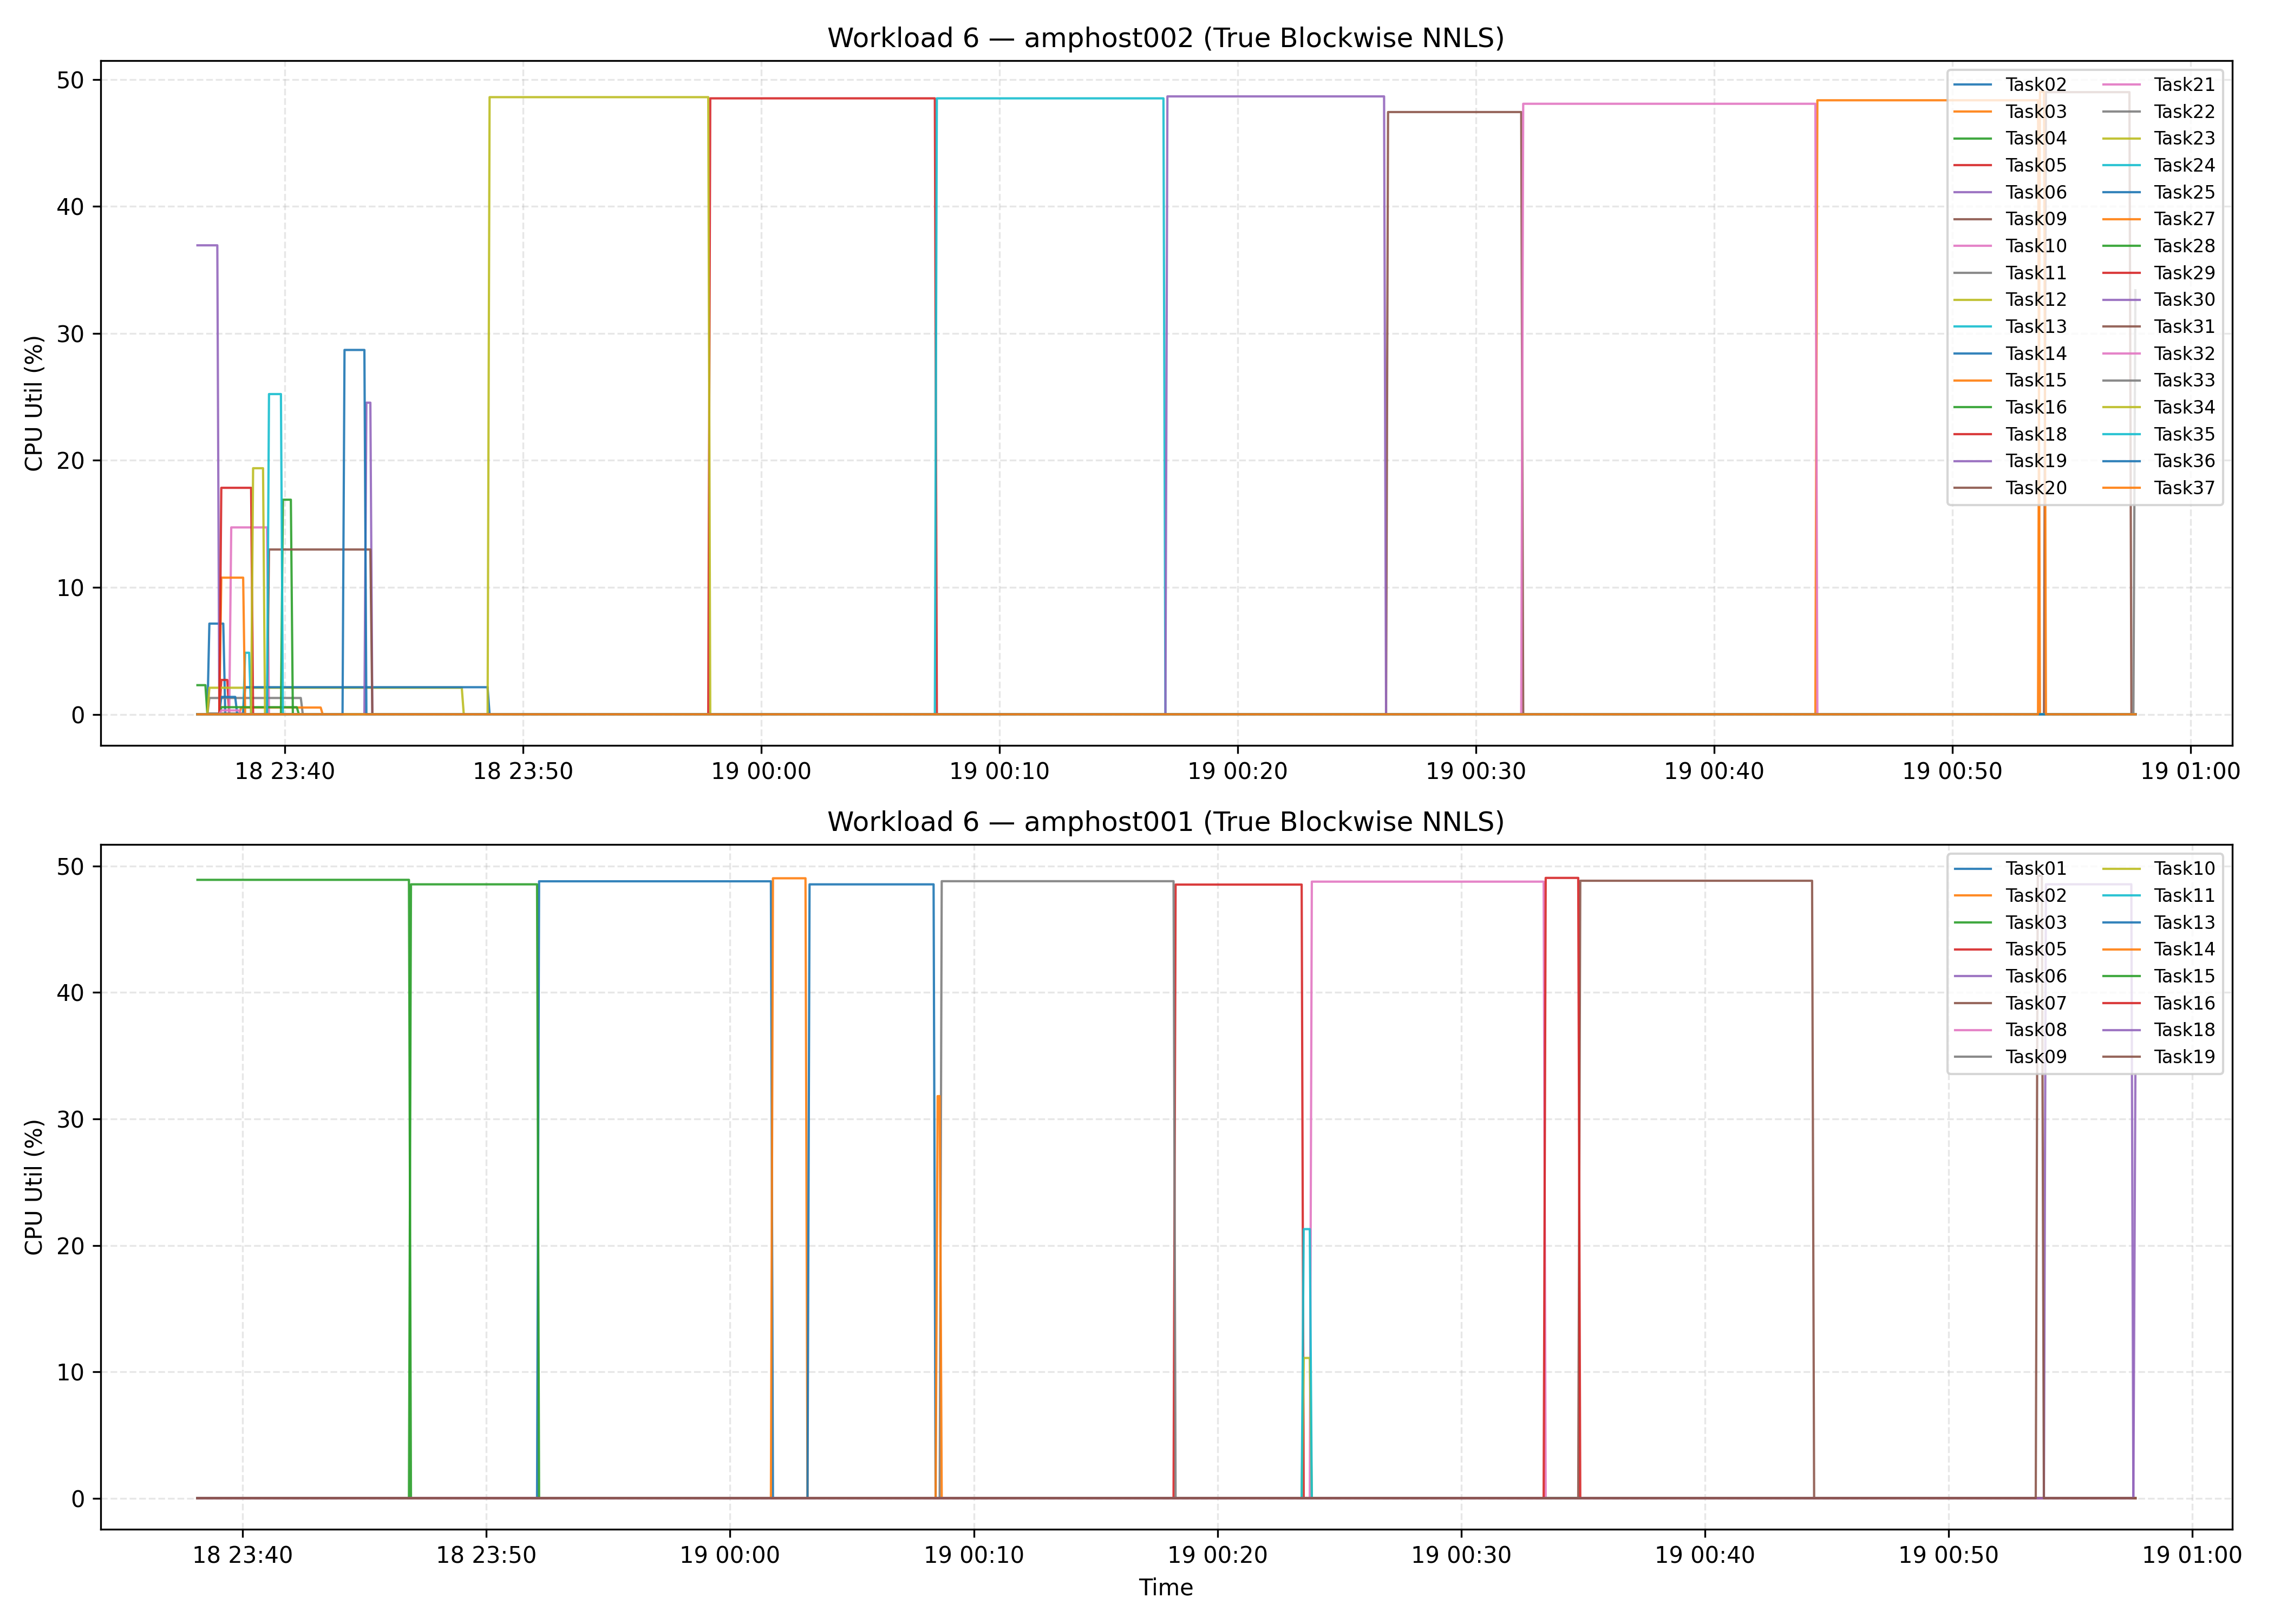 Workload 6 — amphost002 (True Blockwise NNLS)
50
40
30
20
10
0
CPU Util (%)
Task02 Task21
Task03 Task22
Task04 Task23
Task05 Task24
Task06 Task25
Task09 Task27
Task10 Task28
Task11 Task29
Task12 Task30
Task13 Task31
Task14 Task32
Task15 Task33
Task16 Task34
Task18 Task35
Task19 Task36
Task20 Task37
18 23:40 18 23:50 19 00:00 19 00:10 19 00:20 19 00:30 19 00:40 19 00:50 19 01:00
Workload 6 — amphost001 (True Blockwise NNLS)
50
40
30
20
10
0
CPU Util (%)
Task01 Task10
Task02 Task11
Task03 Task13
Task05 Task14
Task06 Task15
Task07 Task16
Task08 Task18
Task09 Task19
18 23:40 18 23:50 19 00:00 19 00:10 19 00:20 19 00:30 19 00:40 19 00:50 19 01:00
Time